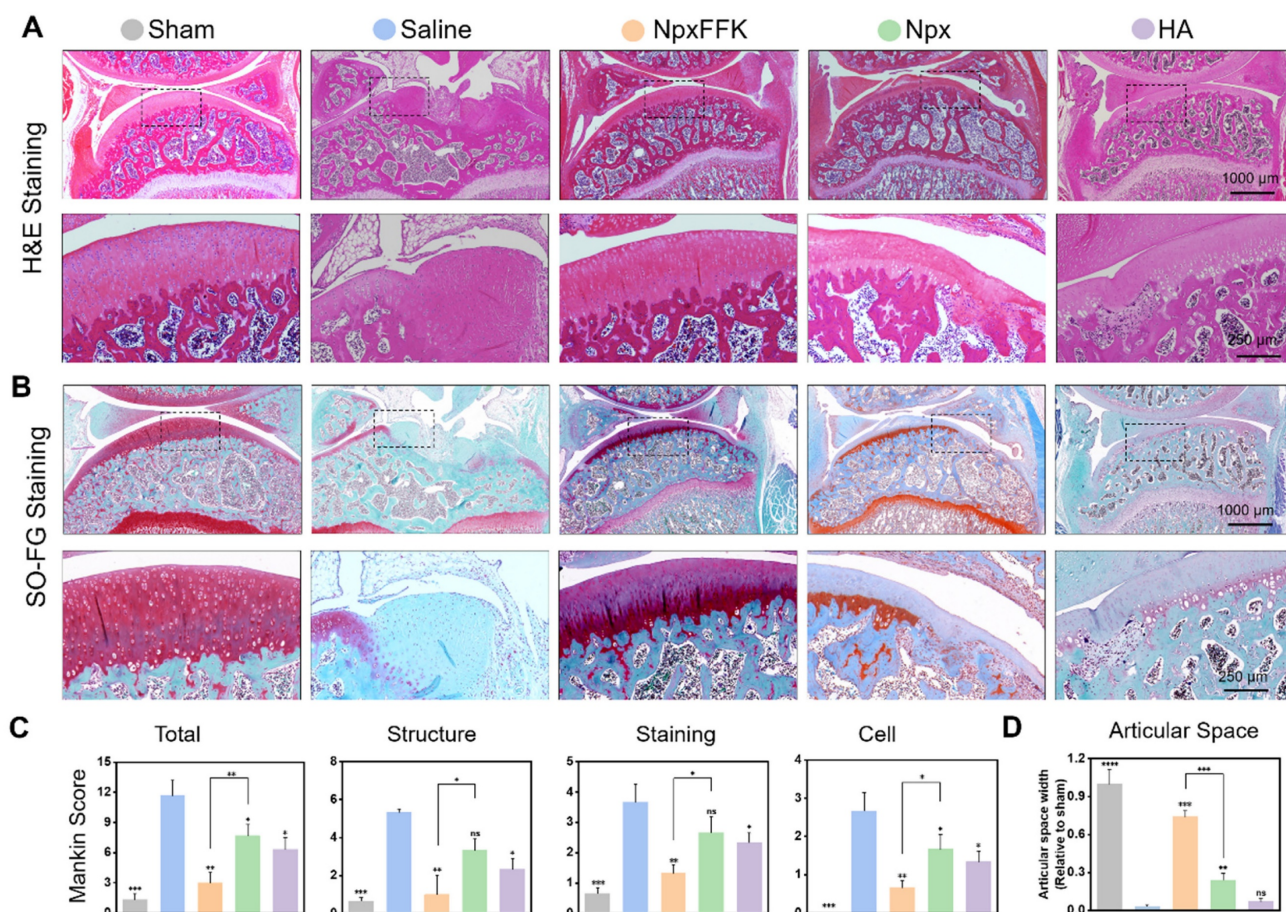 A
Sham
Saline
NpxFFK
Npx
HA
H&E Staining
1000 µm
250 µm
B
SO-FG Staining
1000 µm
250 µm
C
Total
Structure
Staining
Cell
D
Articular Space
Mankin Score
15
12
9
6
3
0
***
**
**
*
*
8
6
4
2
0
***
**
*
ns
*
5
4
3
2
1
0
***
**
*
ns
*
4
3
2
1
0
***
**
*
*
*
Articular space width
(Relative to sham)
1.2
0.9
0.6
0.3
0.0
****
***
***
**
ns